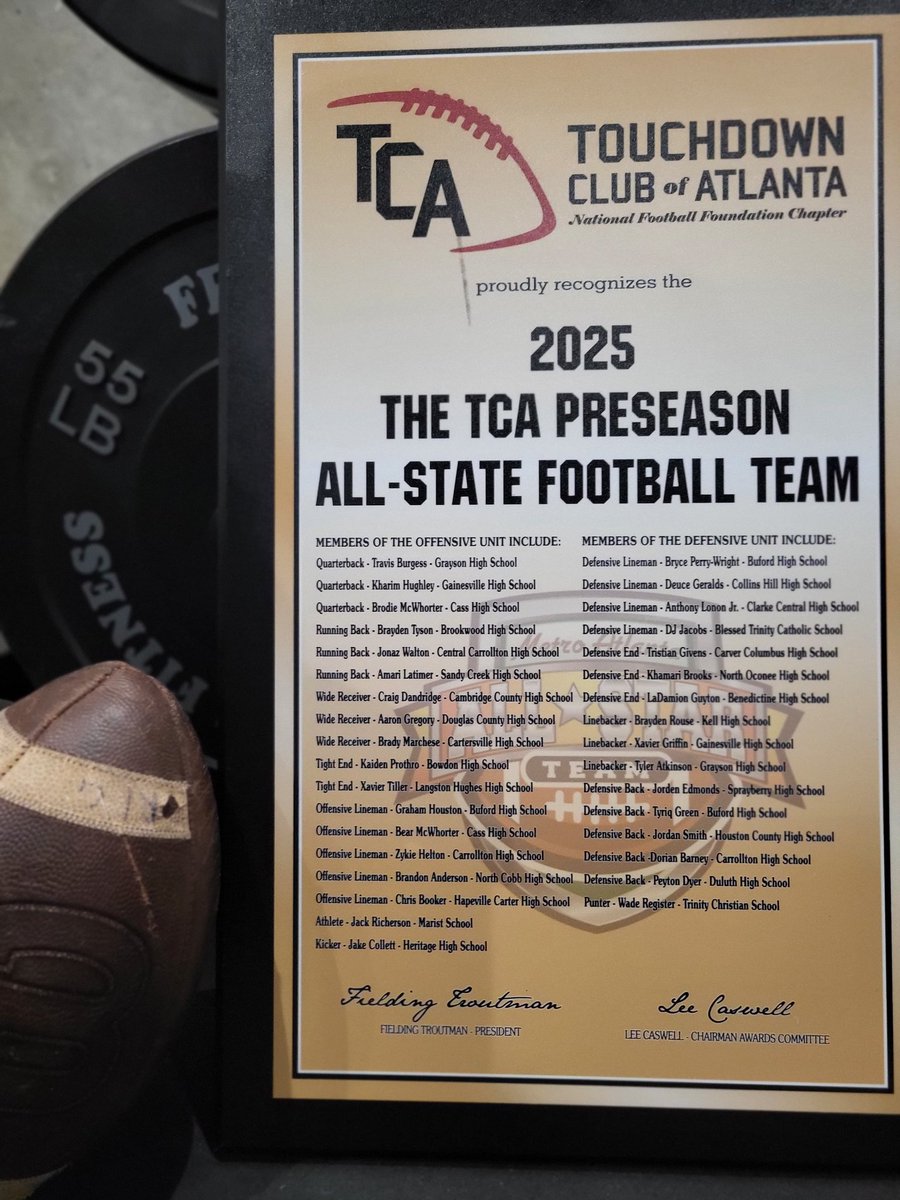 TCA
TOUCHDOWN
CLUB of ATLANTA
National Football Foundation Chapter
proudly recognizes the
2025
THE TCA PRESEASON
ALL-STATE FOOTBALL TEAM
MEMBERS OF THE OFFENSIVE UNIT INCLUDE:
Quarterback - Travis Burgess - Grayson High School
Quarterback - Kharim Hughley - Gainesville High School
Quarterback - Brodie McWhorter - Cass High School
Running Back - Brayden Tyson - Brookwood High School
Running Back - Jonaz Walton - Central Carrollton High School
Running Back - Amari Latimer - Sandy Creek High School
Wide Receiver - Craig Dandridge - Cambridge County High School
Wide Receiver - Aaron Gregory - Douglas County High School
Wide Receiver - Brady Marchese - Cartersville High School
Tight End - Kaiden Prothro - Bowdon High School
Tight End - Xavier Tiller - Langston Hughes High School
Offensive Lineman - Graham Houston - Buford High School
Offensive Lineman - Bear McWhorter - Cass High School
Offensive Lineman - Zykie Helton - Carrollton High School
Offensive Lineman - Brandon Anderson - North Cobb High School
Offensive Lineman - Chris Booker - Hapeville Carter High School
Athlete - Jack Richerson - Marist School
Kicker - Jake Collett - Heritage High School
MEMBERS OF THE DEFENSIVE UNIT INCLUDE:
Defensive Lineman - Bryce Perry-Wright - Buford High School
Defensive Lineman - Deuce Geralds - Collins Hill High School
Defensive Lineman - Anthony Lonon Jr. - Clarke Central High School
Defensive Lineman - DJ Jacobs - Blessed Trinity Catholic School
Defensive End - Tristian Givens - Carver Columbus High School
Defensive End - Khamari Brooks - North Oconee High School
Defensive End - LaDamion Guyton - Benedictine High School
Linebacker - Brayden Rouse - Kell High School
Linebacker - Xavier Griffin - Gainesville High School
Linebacker - Tyler Atkinson - Grayson High School
Defensive Back - Jorden Edmonds - Sprayberry High School
Defensive Back - Tyriq Green - Buford High School
Defensive Back - Jordan Smith - Houston County High School
Defensive Back -Dorian Barney - Carrollton High School
Defensive Back - Peyton Dyer - Duluth High School
Punter - Wade Register - Trinity Christian School
Metro Atlanta
ALL STAR
TEAM
Fielding Troutman
FIELDING TROUTMAN - PRESIDENT
Lee Caswell
LEE CASWELL - CHAIRMAN AWARDS COMMITTEE
55
LB